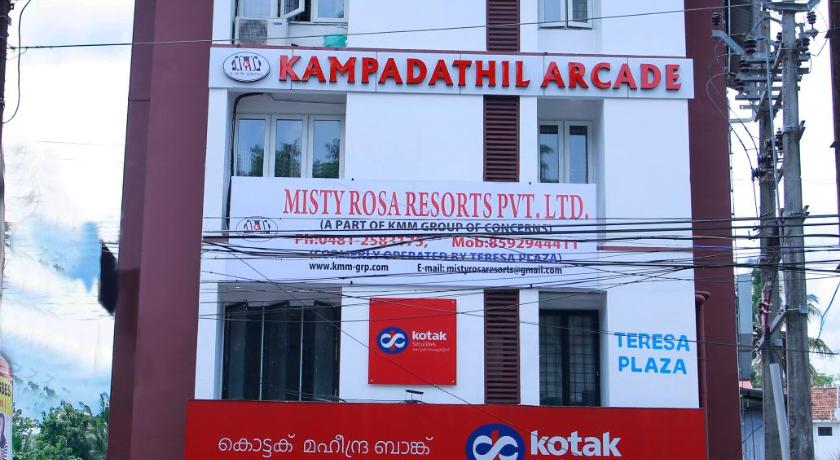 K.M.M GROUP
KAMPADATHIL ARCADE
MISTY ROSA RESORTS PVT. LTD.
(A PART OF KMM GROUP OF CONCERNS)
Ph:0481-2583173, Mob:8592944411
(FORMERLY OPERATED BY TERESA PLAZA)
www.kmm-grp.com E-mail: mistyrosaresorts@gmail.com
kotak
Securities
TERESA
PLAZA
കൊട്ടക് മഹീന്ദ്ര ബാങ്ക്
kotak